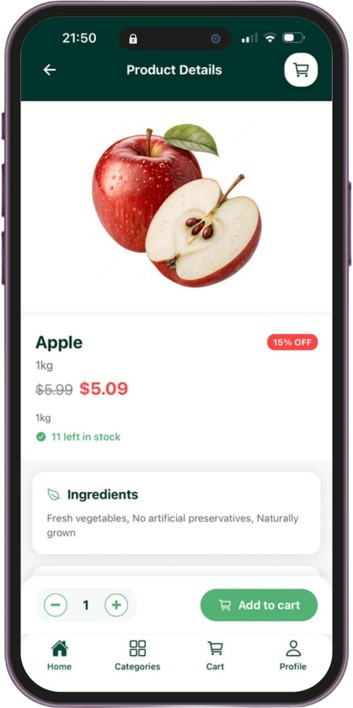 21:50
Product Details
Apple
15% OFF
1kg
$5.99 $5.09
1kg
11 left in stock
Ingredients
Fresh vegetables, No artificial preservatives, Naturally
grown
1
Add to cart
Home Categories Cart Profile